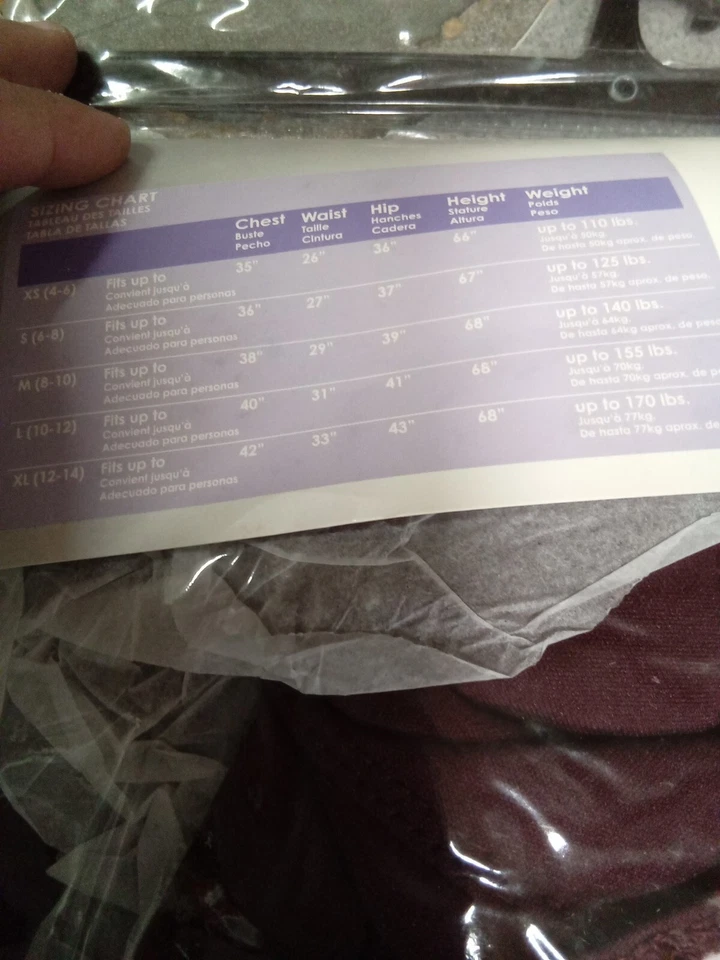 SIZING CHART
TABLEAU DES TAILLES
TABLA DE TALLAS
Chest Waist Hip Height Weight
Buste Taille Hanches Stature Poids
Pecho Cintura Cadera Altura Peso
XS (4-6) Fits up to 35" 26" 36" 66" up to 110 lbs.
Convient jusqu'à Jusqu'à 50kg.
Adecuado para personas De hasta 50kg aprox. de
S (6-8) Fits up to 36" 27" 37" 67" up to 125 lbs.
Convient jusqu'à Jusqu'à 57kg.
Adecuado para personas De hasta 57kg aprox. de peso.
M (8-10) Fits up to 38" 29" 39" 68" up to 140 lbs.
Convient jusqu'à Jusqu'à 64kg.
Adecuado para personas De hasta 64kg aprox. de
L (10-12) Fits up to 40" 31" 41" 68" up to 155 lbs.
Convient jusqu'à Jusqu'à 70kg.
Adecuado para personas De hasta 70kg aprox. de
XL (12-14) Fits up to 42" 33" 43" 68" up to 170 lbs.
Convient jusqu'à Jusqu'à 77kg.
Adecuado para personas De hasta 77kg aprox. de